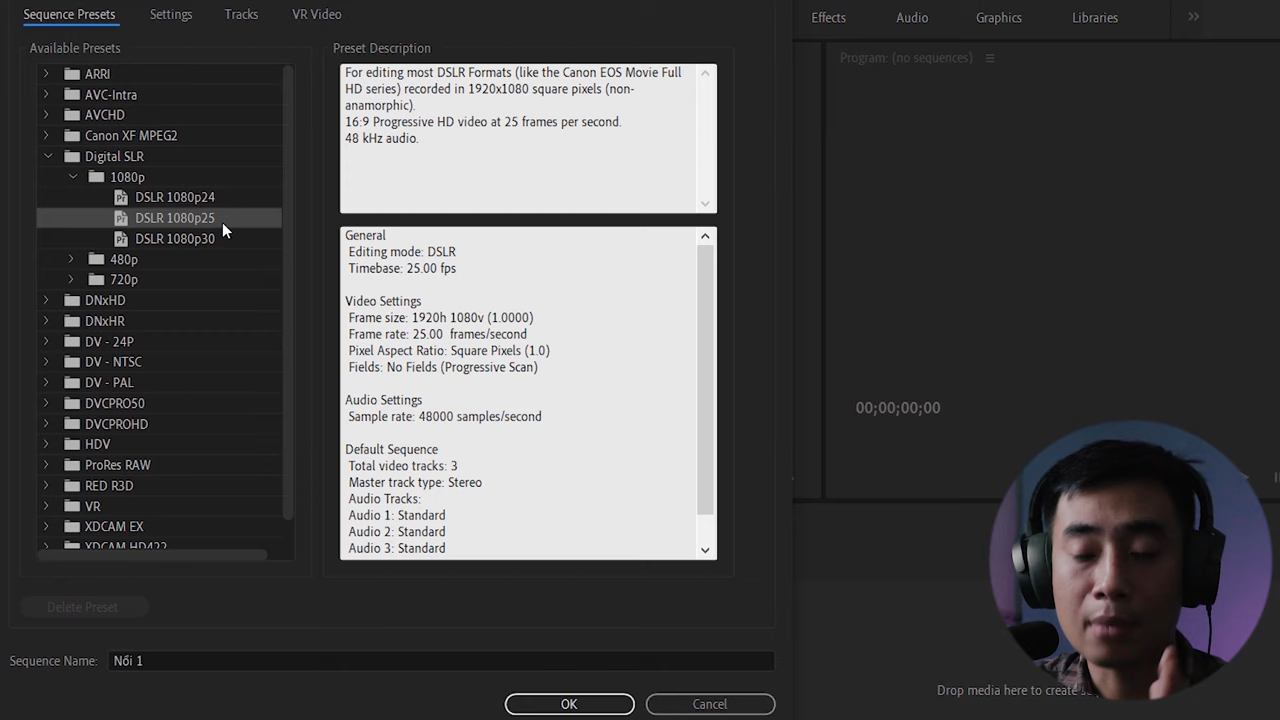 Sequence Presets
Settings
Tracks
VR Video
Effects
Audio
Graphics
Libraries
Available Presets
ARRI
AVC-Intra
AVCHD
Canon XF MPEG2
Digital SLR
1080p
DSLR 1080p24
DSLR 1080p25
DSLR 1080p30
480p
720p
DNxHD
DNxHR
DV - 24P
DV - NTSC
DV - PAL
DVCPRO50
DVCPROHD
HDV
ProRes RAW
RED R3D
VR
XDCAM EX
XDCAM HD422
Delete Preset
Preset Description
For editing most DSLR Formats (like the Canon EOS Movie Full
HD series) recorded in 1920x1080 square pixels (non-
anamorphic).
16:9 Progressive HD video at 25 frames per second.
48 kHz audio.
General
Editing mode: DSLR
Timebase: 25.00 fps
Video Settings
Frame size: 1920h 1080v (1.0000)
Frame rate: 25.00 frames/second
Pixel Aspect Ratio: Square Pixels (1.0)
Fields: No Fields (Progressive Scan)
Audio Settings
Sample rate: 48000 samples/second
Default Sequence
Total video tracks: 3
Master track type: Stereo
Audio Tracks:
Audio 1: Standard
Audio 2: Standard
Audio 3: Standard
Program: (no sequences)
00;00;00;00
Drop media here to create
Sequence Name: Nối 1
OK
Cancel